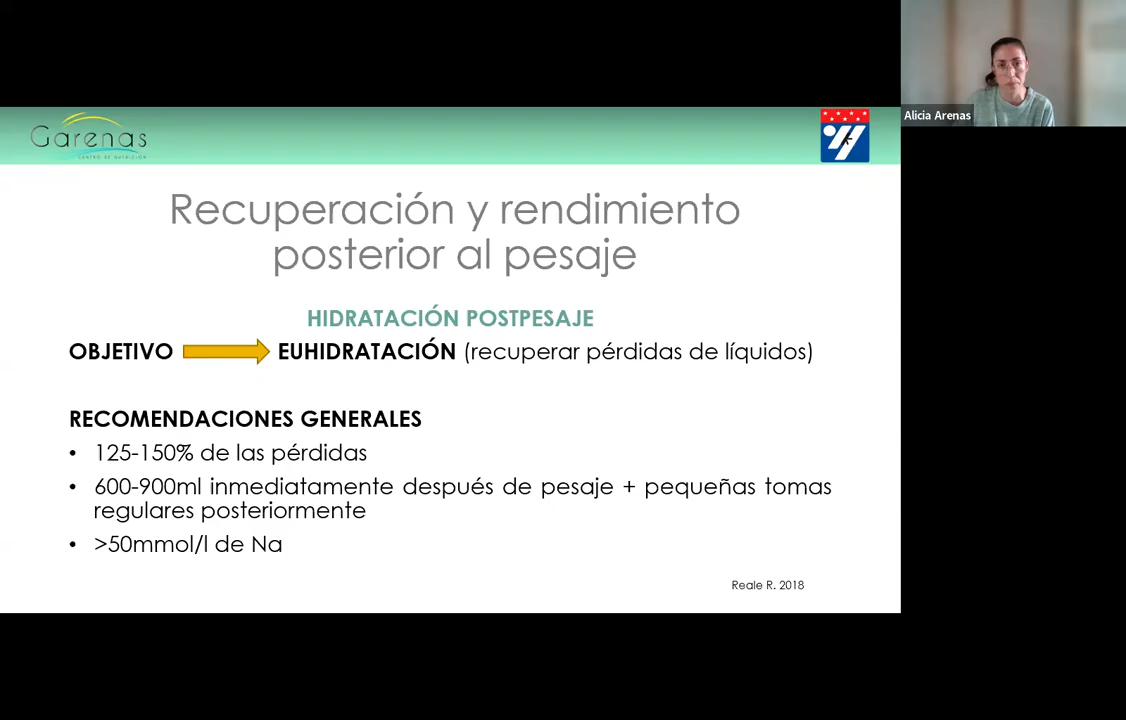 Garenas
CENTRO DE NUTRICIÓN
Alicia Arenas
Recuperación y rendimiento
posterior al pesaje
HIDRATACIÓN POSTPESAJE
OBJETIVO EUHIDRATACIÓN (recuperar pérdidas de líquidos)
RECOMENDACIONES GENERALES
• 125-150% de las pérdidas
• 600-900ml inmediatamente después de pesaje + pequeñas tomas
regulares posteriormente
• >50mmol/l de Na
Reale R. 2018